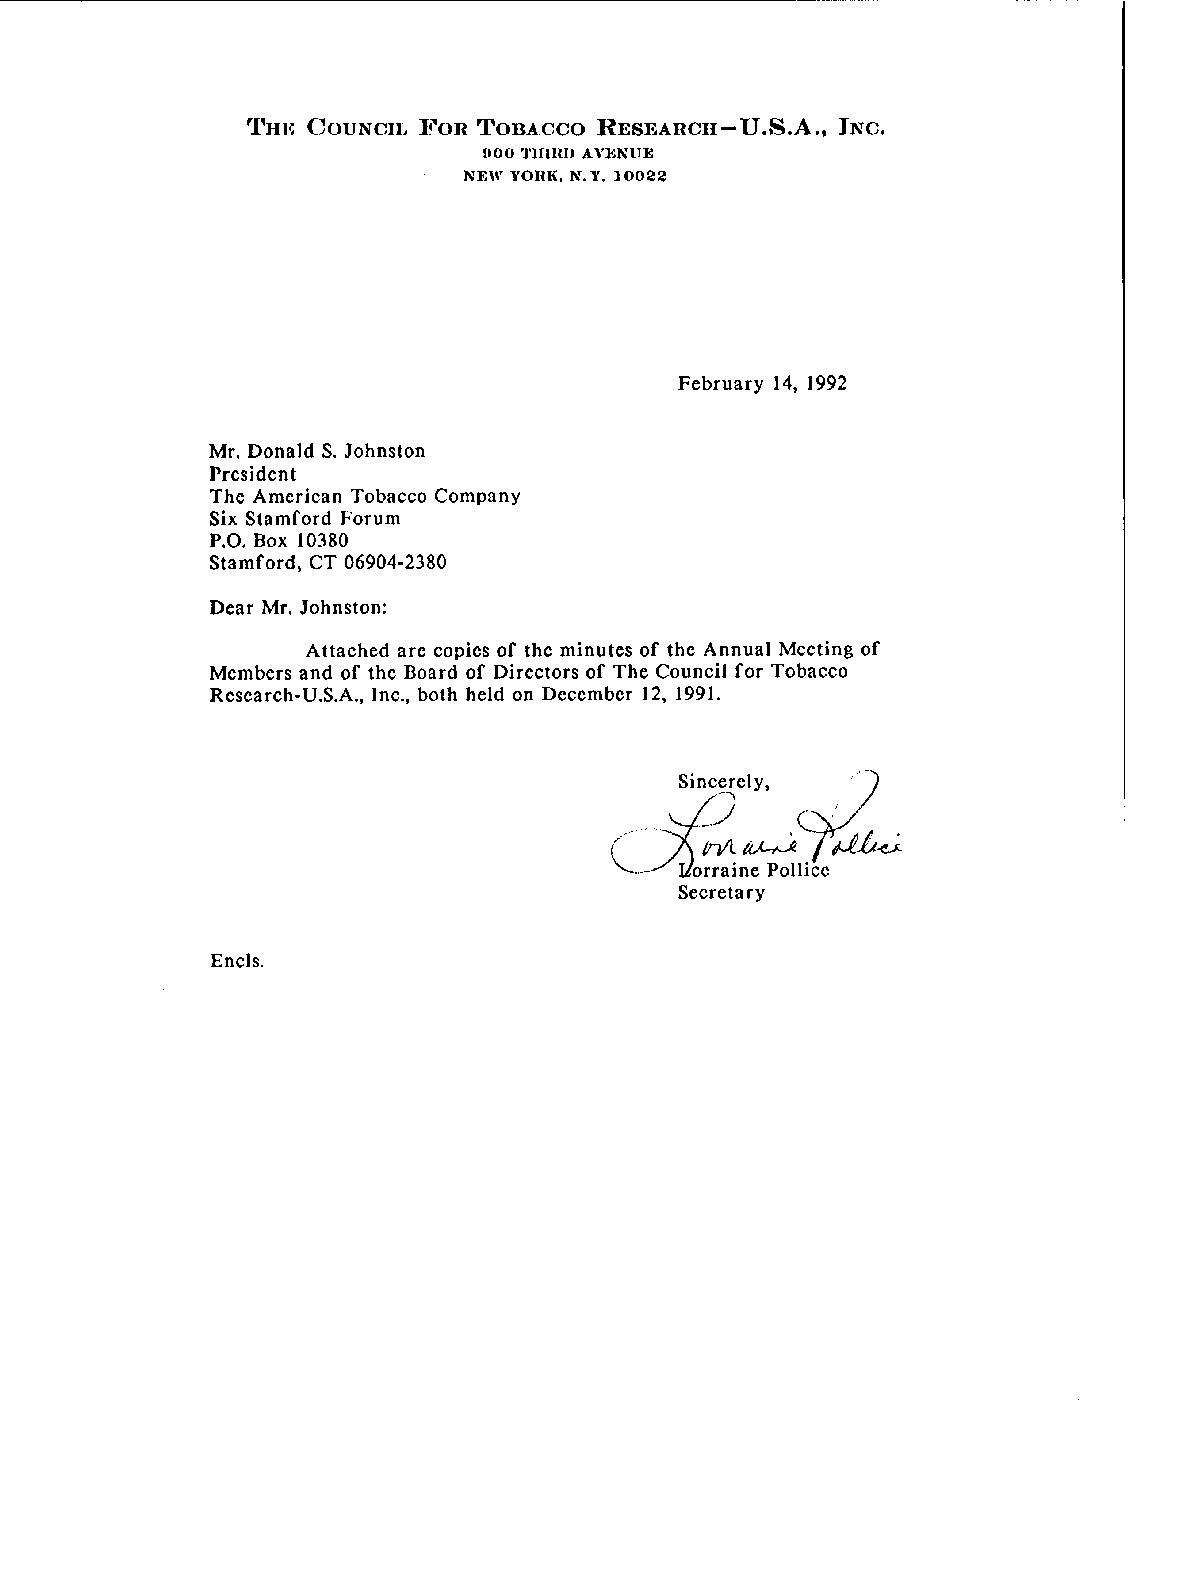 THE COUNCIL FOR TOBACCO RESEARCH—U.S.A., INC.
900 THIRD AVENUE
NEW YORK, N.Y. 10022
February 14, 1992
Mr. Donald S. Johnston
President
The American Tobacco Company
Six Stamford Forum
P.O. Box 10380
Stamford, CT 06904-2380
Dear Mr. Johnston:
Attached are copies of the minutes of the Annual Meeting of
Members and of the Board of Directors of The Council for Tobacco
Research-U.S.A., Inc., both held on December 12, 1991.
Sincerely,
Lorraine Pollice
Lorraine Pollice
Secretary
Encls.